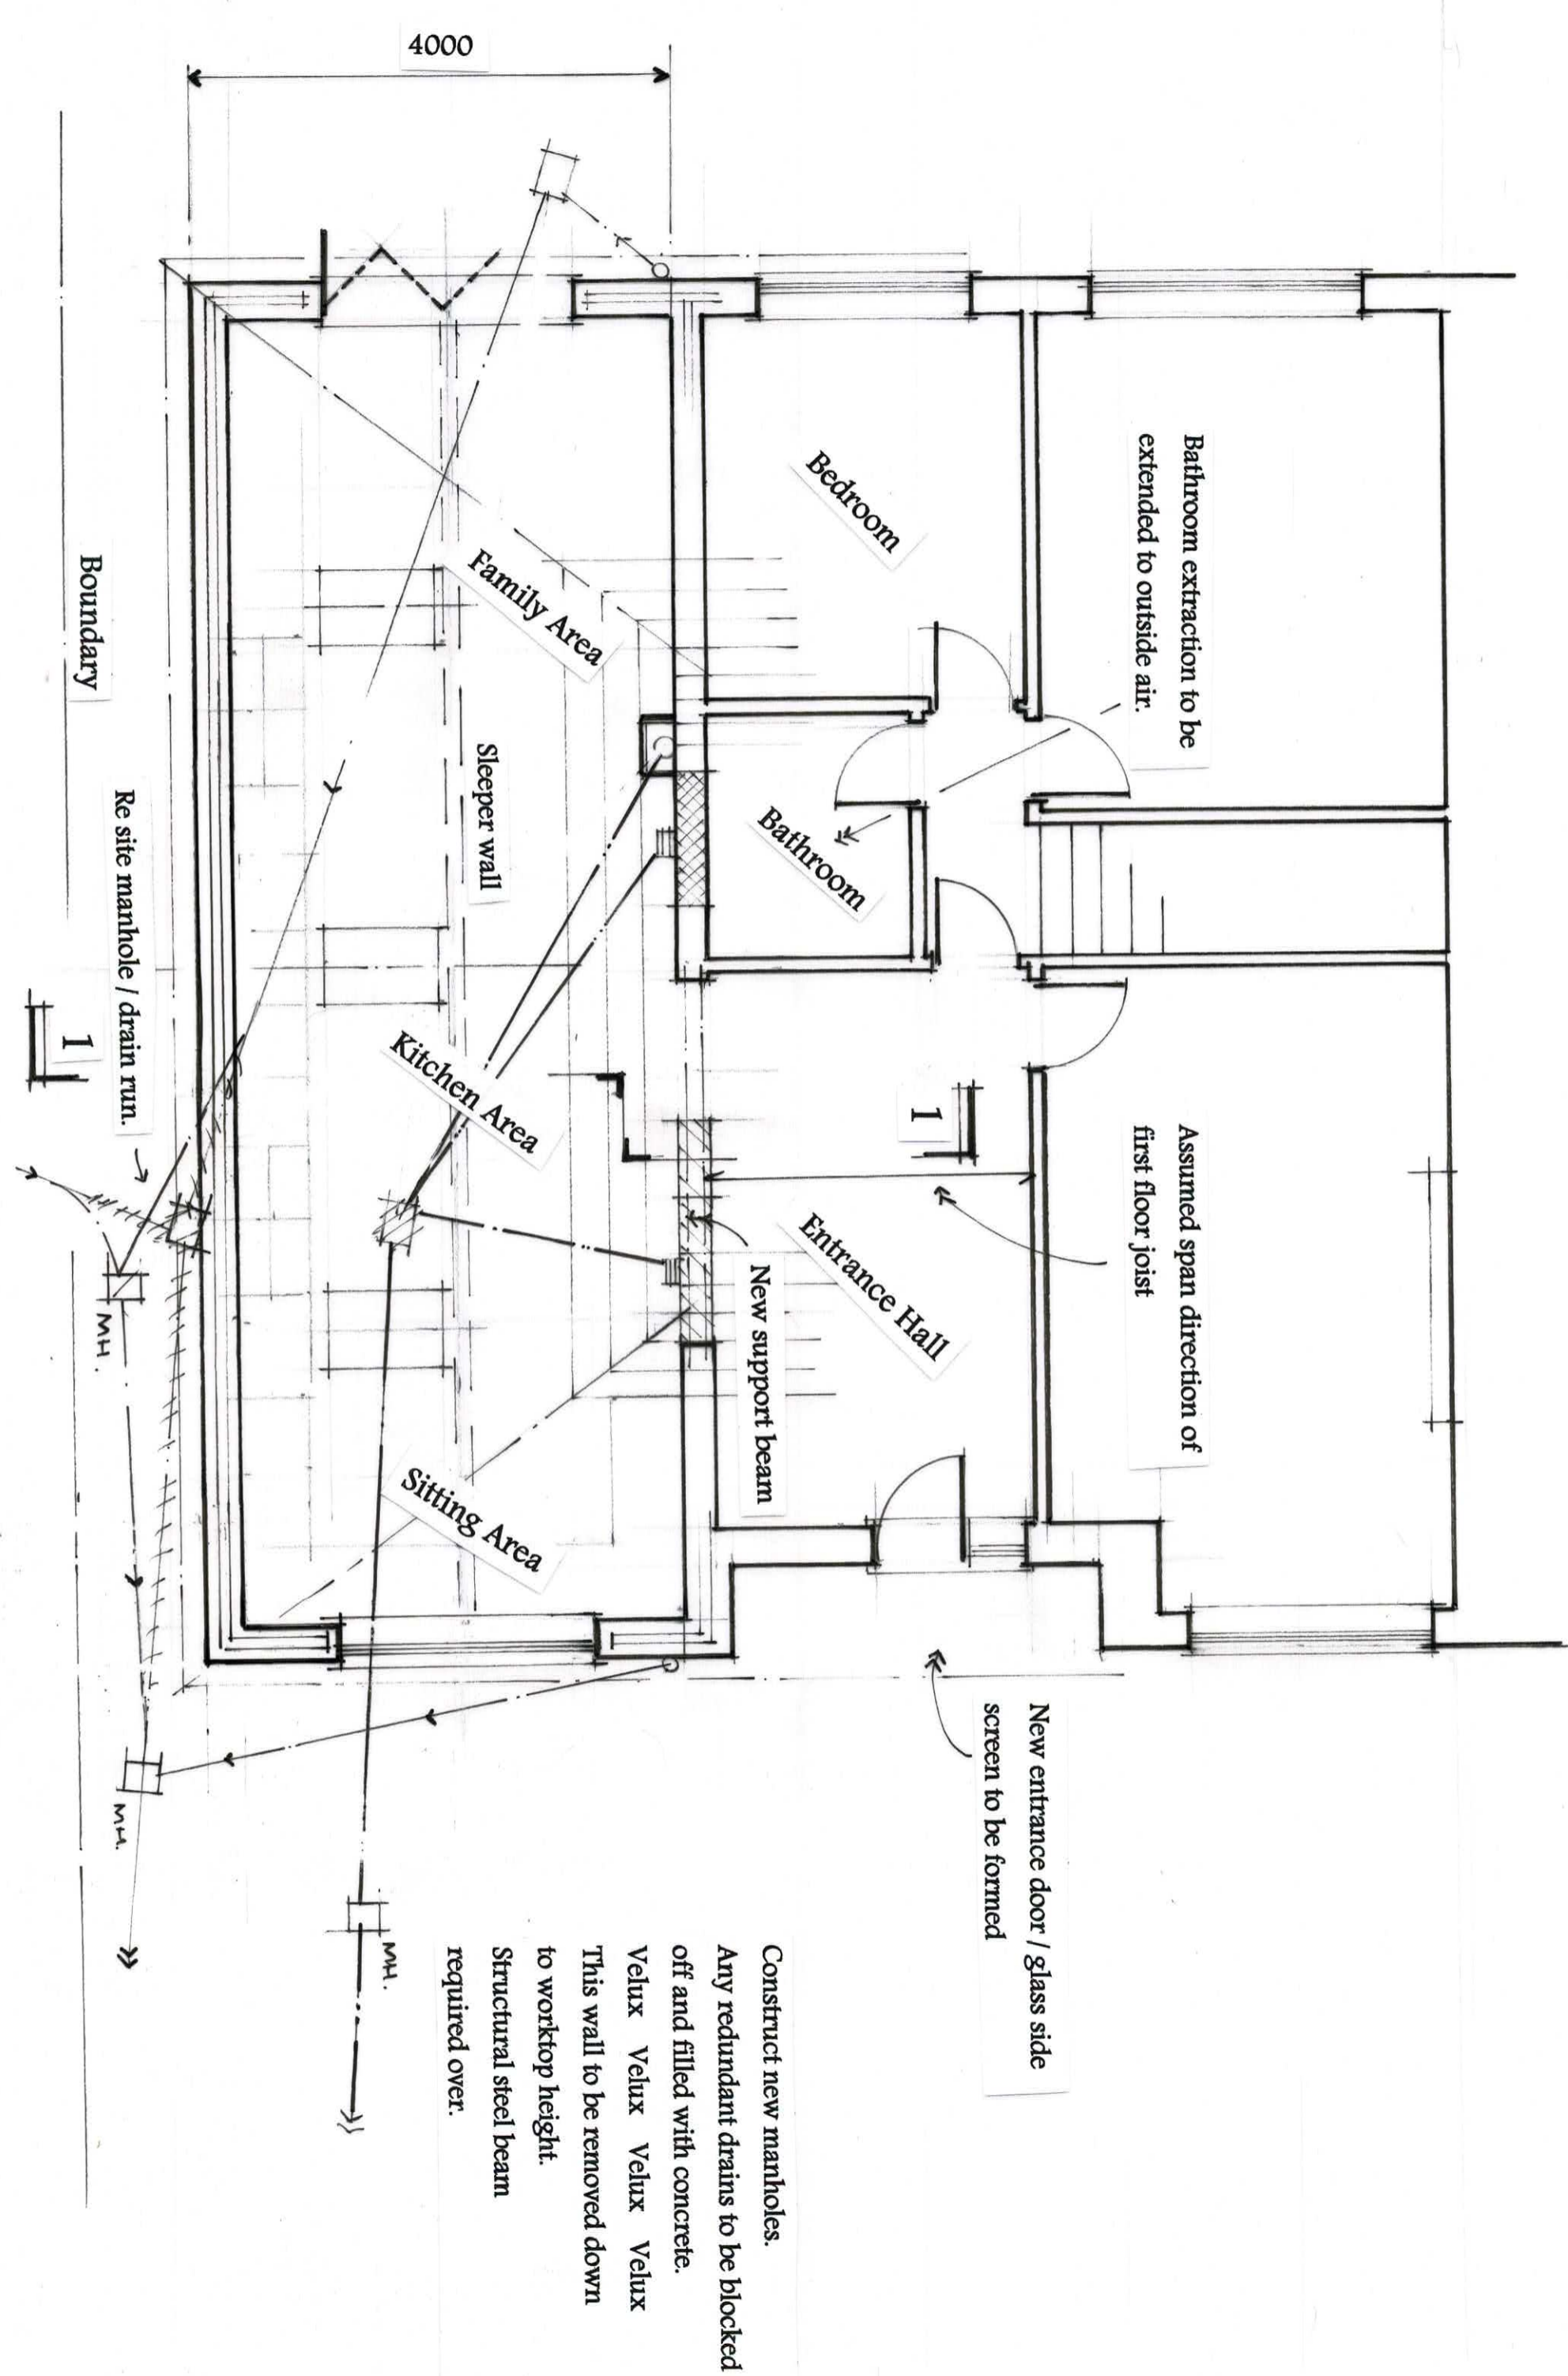 4000
Bathroom extraction to be
extended to outside air.
Bedroom
Family Area
Bathroom
Sleeper wall
Boundary
Re site manhole / drain run.
1
Kitchen Area
1
Assumed span direction of
first floor joist
Entrance Hall
New support beam
MH.
Sitting Area
New entrance door / glass side
screen to be formed
MH.
MH.
Construct new manholes.
Any redundant drains to be blocked
off and filled with concrete.
Velux Velux Velux Velux
This wall to be removed down
to worktop height.
Structural steel beam
required over.